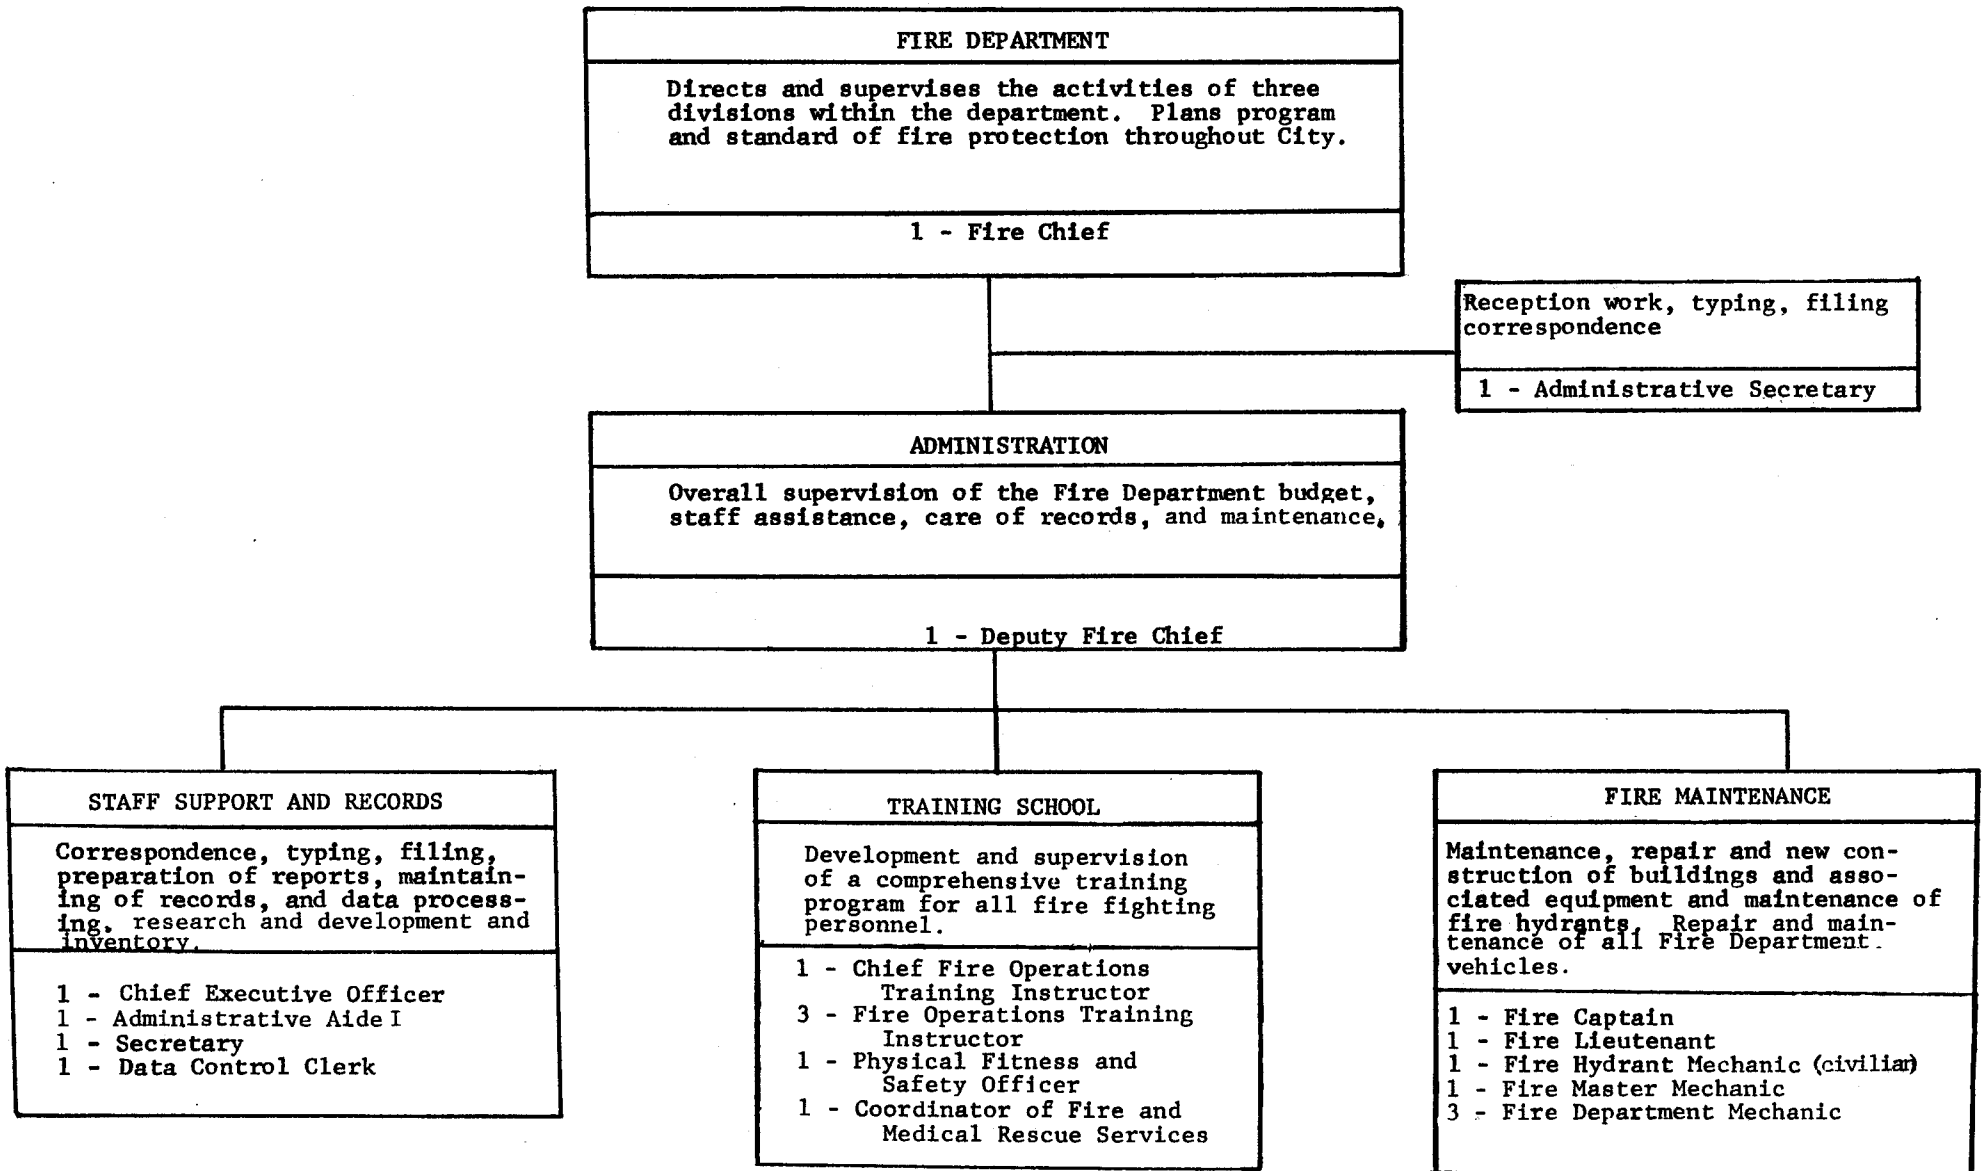 FIRE DEPARTMENT
Directs and supervises the activities of three
divisions within the department. Plans program
and standard of fire protection throughout City.
1 - Fire Chief
Reception work, typing, filing
correspondence
1 - Administrative Secretary
ADMINISTRATION
Overall supervision of the Fire Department budget,
staff assistance, care of records, and maintenance.
1 - Deputy Fire Chief
STAFF SUPPORT AND RECORDS
Correspondence, typing, filing,
preparation of reports, maintain-
ing of records, and data process-
ing. research and development and
inventory.
1 - Chief Executive Officer
1 - Administrative Aide I
1 - Secretary
1 - Data Control Clerk
TRAINING SCHOOL
Development and supervision
of a comprehensive training
program for all fire fighting
personnel.
1 - Chief Fire Operations
Training Instructor
3 - Fire Operations Training
Instructor
1 - Physical Fitness and
Safety Officer
1 - Coordinator of Fire and
Medical Rescue Services
FIRE MAINTENANCE
Maintenance, repair and new con-
struction of buildings and asso-
ciated equipment and maintenance of
fire hydrants. Repair and main-
tenance of all Fire Department
vehicles.
1 - Fire Captain
1 - Fire Lieutenant
1 - Fire Hydrant Mechanic (civilian)
1 - Fire Master Mechanic
3 - Fire Department Mechanic